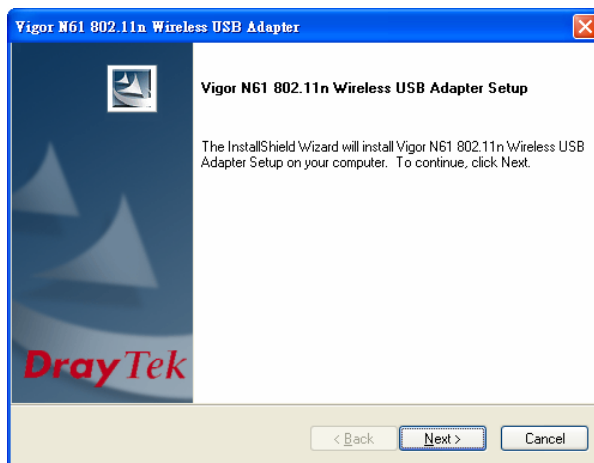 Vigor N61 802.11n Wireless USB Adapter
Vigor N61 802.11n Wireless USB Adapter Setup
The InstallShield Wizard will install Vigor N61 802.11n Wireless USB
Adapter Setup on your computer. To continue, click Next.
DrayTek
< Back
Next >
Cancel